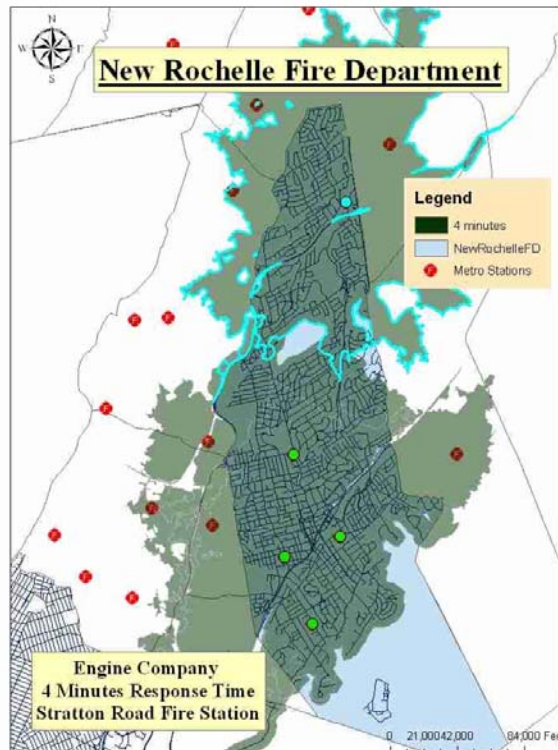 N
W E
S
New Rochelle Fire Department
Legend
4 minutes
NewRochelleFD
Metro Stations
Engine Company
4 Minutes Response Time
Stratton Road Fire Station
0 21,000 42,000 84,000 Fe